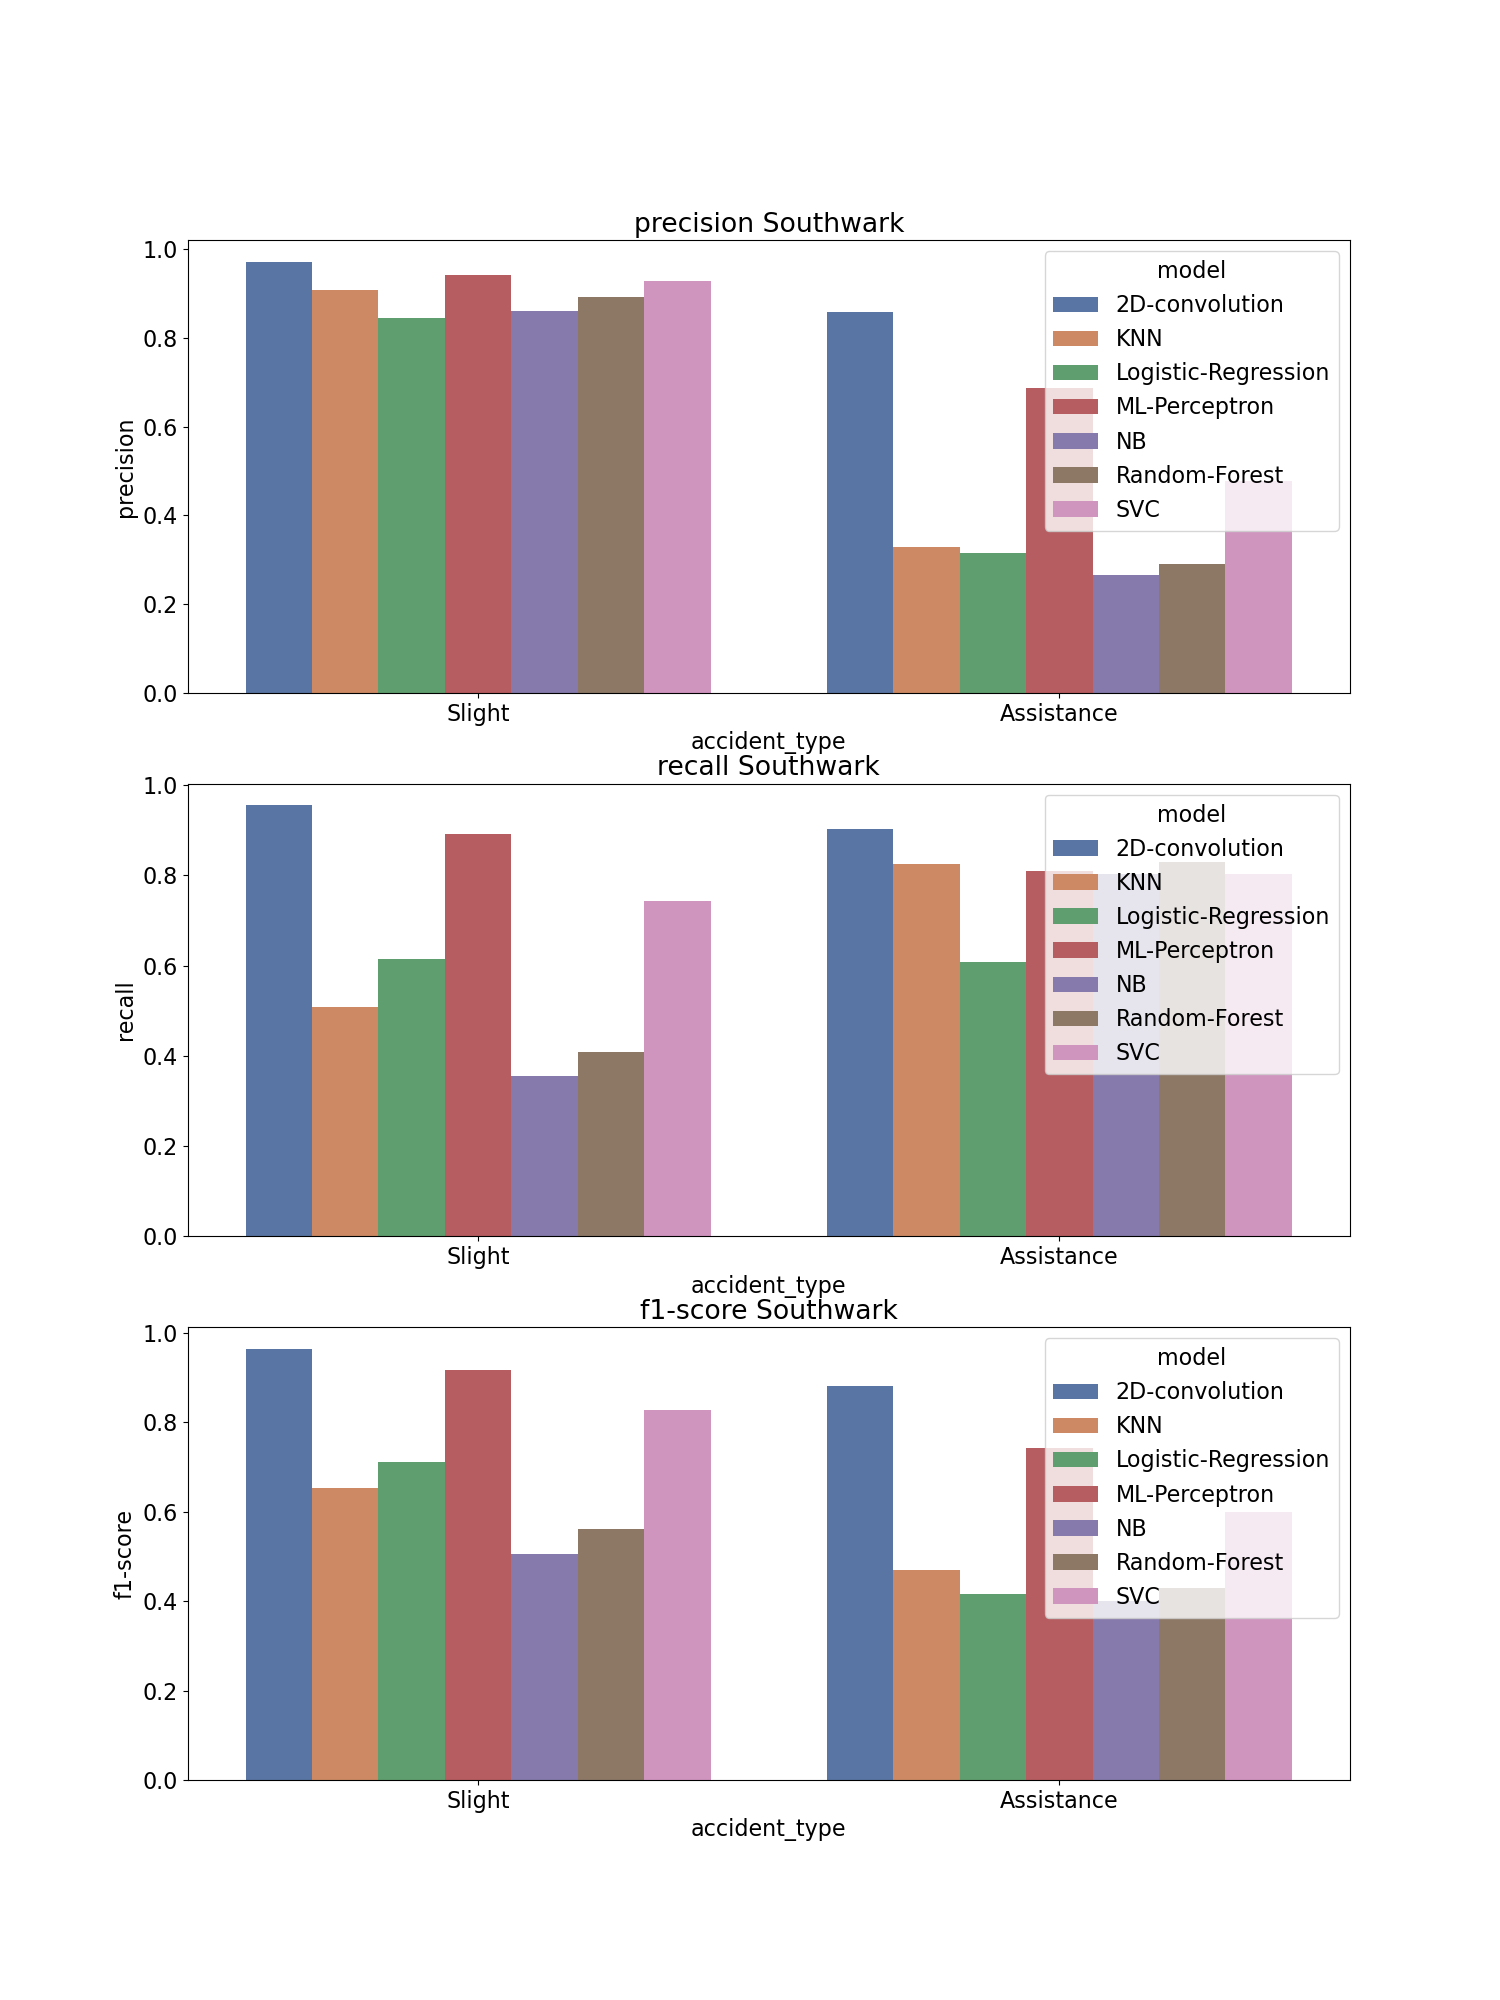 precision Southwark
1.0
0.8
0.6
0.4
0.2
0.0
precision
model
2D-convolution
KNN
Logistic-Regression
ML-Perceptron
NB
Random-Forest
SVC
Slight
Assistance
accident_type
recall Southwark
1.0
0.8
0.6
0.4
0.2
0.0
recall
model
2D-convolution
KNN
Logistic-Regression
ML-Perceptron
NB
Random-Forest
SVC
Slight
Assistance
accident_type
f1-score Southwark
1.0
0.8
0.6
0.4
0.2
0.0
f1-score
model
2D-convolution
KNN
Logistic-Regression
ML-Perceptron
NB
Random-Forest
SVC
Slight
Assistance
accident_type